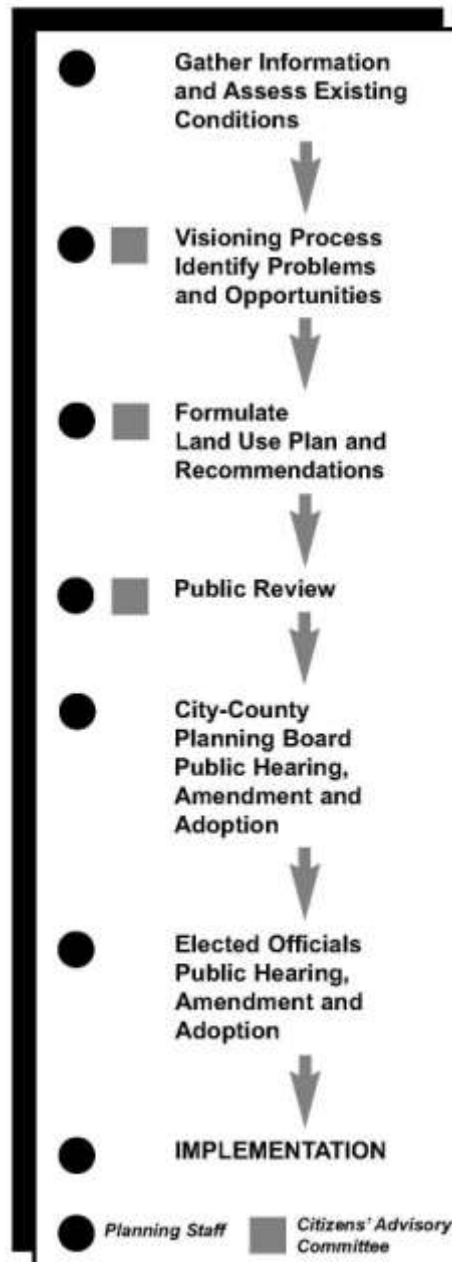 Gather Information
and Assess Existing
Conditions
Visioning Process
Identify Problems
and Opportunities
Formulate
Land Use Plan and
Recommendations
Public Review
City-County
Planning Board
Public Hearing,
Amendment and
Adoption
Elected Officials
Public Hearing,
Amendment and
Adoption
IMPLEMENTATION
Planning Staff
Citizens' Advisory
Committee